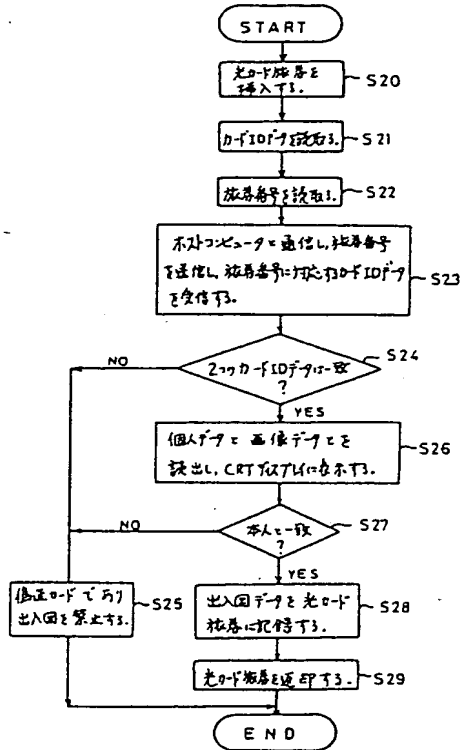 START
光カード旅券を
挿入する。
S20
カードIDデータを読取る。
S21
旅券番号を読取る。
S22
ホストコンピュータと通信し、旅券番号
を送信し、旅券番号に対応するカードIDデータ
を受信する。
S23
2つのカードIDデータは一致
?
S24
NO
YES
個人データと画像データとを
読出し、CRTディスプレイに表示する。
S26
本人と一致
?
S27
NO
YES
カードであり
出入国を禁止する。
S25
出入国データを光カード
旅券に記憶する。
S28
光カード旅券を
S29
END